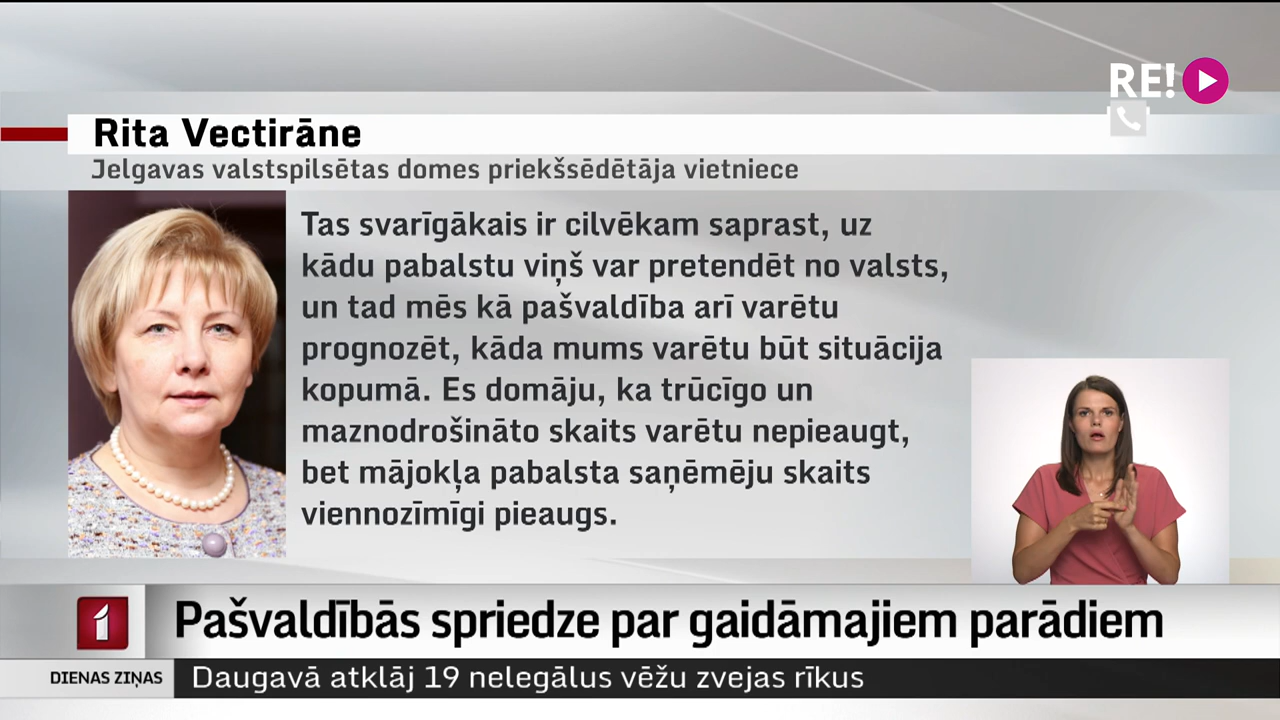 RE!
Rita Vectirāne
Jelgavas valstspilsētas domes priekšsēdētāja vietniece
Tas svarīgākais ir cilvēkam saprast, uz
kādu pabalstu viņš var pretendēt no valsts,
un tad mēs kā pašvaldība arī varētu
prognozēt, kāda mums varētu būt situācija
kopumā. Es domāju, ka trūcīgo un
maznodrošināto skaits varētu nepieaugt,
bet mājokļa pabalsta saņēmēju skaits
viennozīmīgi pieaugs.
1
Pašvaldībās spriedze par gaidāmajiem parādiem
DIENAS ZIŅAS
Daugavā atklāj 19 nelegālus vēžu zvejas rīkus